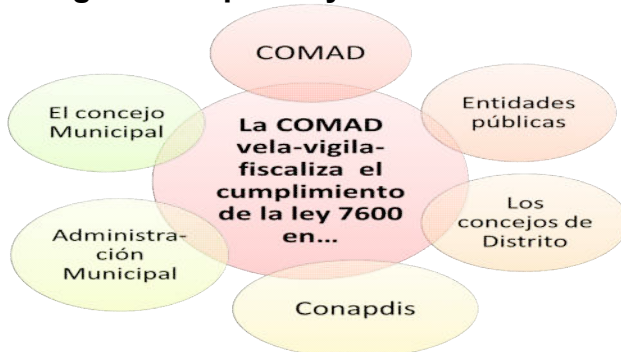 COMAD
La COMAD
vela-vigila-
fiscaliza el
cumplimiento
de la ley 7600
en...
Entidades
públicas
Los
concejos de
Distrito
Conapdis
Administra-
ción
Municipal
El concejo
Municipal